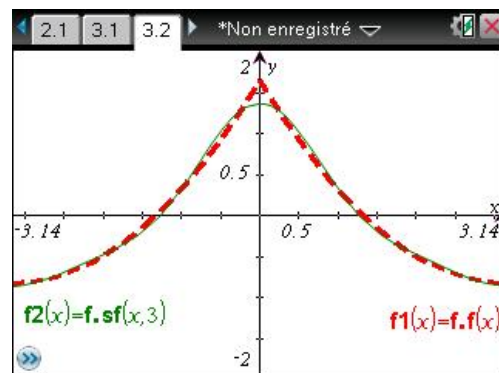 2.1 3.1 3.2 *Non enregistré
2 y
0.5
x
-3.14 0.5 3.14
f2(x)=f.sf(x,3) f1(x)=f.f(x)
-2